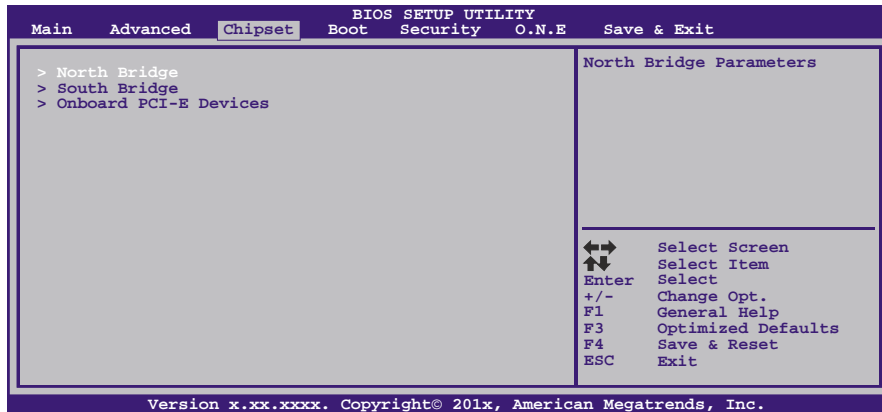 BIOS SETUP UTILITY
Main Advanced Chipset Boot Security O.N.E Save & Exit
> North Bridge
> South Bridge
> Onboard PCI-E Devices
North Bridge Parameters
Select Screen
Select Item
Enter Select
+/- Change Opt.
F1 General Help
F3 Optimized Defaults
F4 Save & Reset
ESC Exit
Version x.xx.xxxx. Copyright© 201x, American Megatrends, Inc.